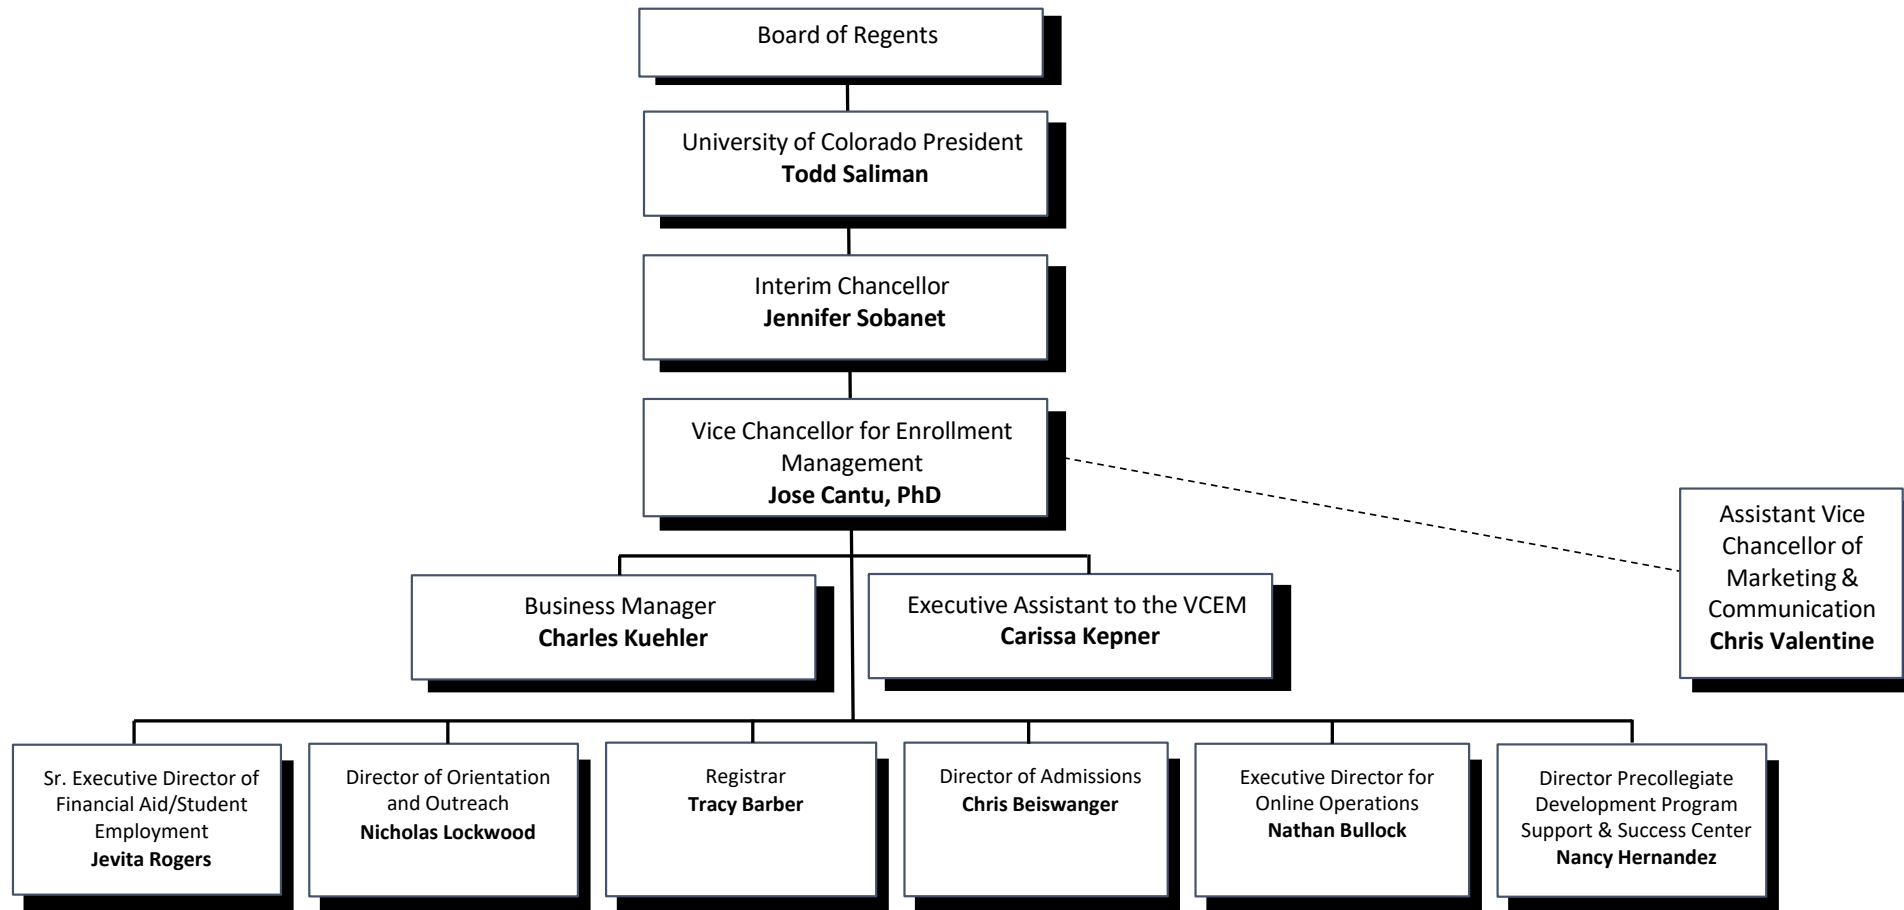 Board of Regents
University of Colorado President
Todd Saliman
Interim Chancellor
Jennifer Sobanet
Vice Chancellor for Enrollment
Management
Jose Cantu, PhD
Assistant Vice
Chancellor of
Marketing &
Communication
Chris Valentine
Business Manager
Charles Kuehler
Executive Assistant to the VCEM
Carissa Kepner
Sr. Executive Director of
Financial Aid/Student
Employment
Jevita Rogers
Director of Orientation
and Outreach
Nicholas Lockwood
Registrar
Tracy Barber
Director of Admissions
Chris Beiswanger
Executive Director for
Online Operations
Nathan Bullock
Director Precollegiate
Development Program
Support & Success Center
Nancy Hernandez